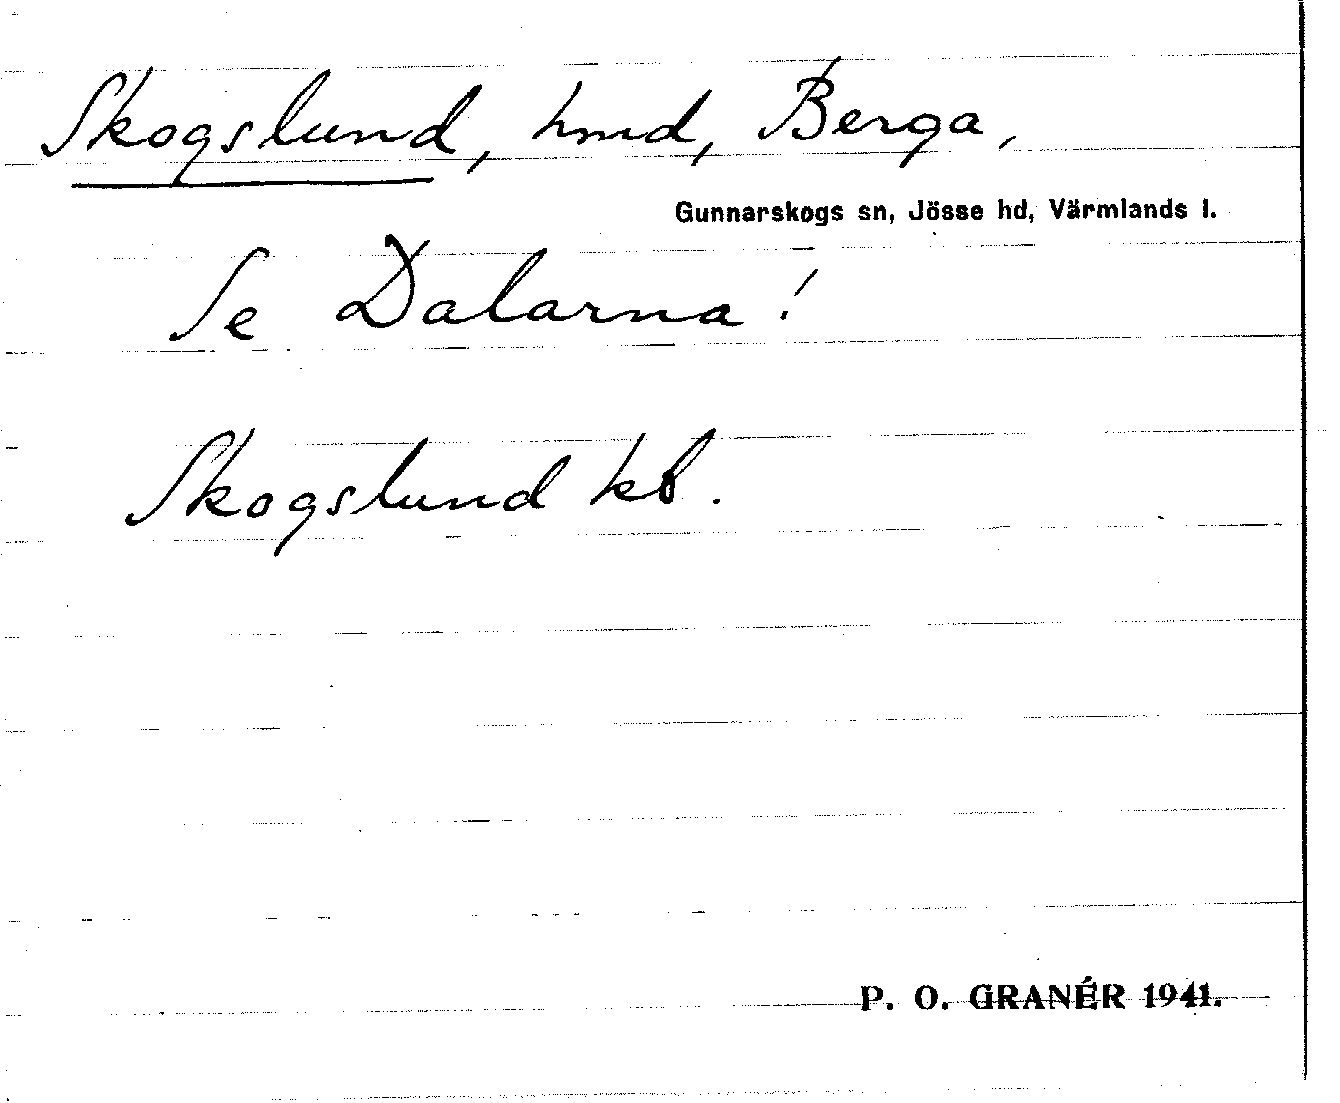 Skogslund, hmd, Berga,
Gunnarskogs sn, Jösse hd, Värmlands l.
Se Dalarna!
Skogslund kb.
P. O. GRANÉR 1941.